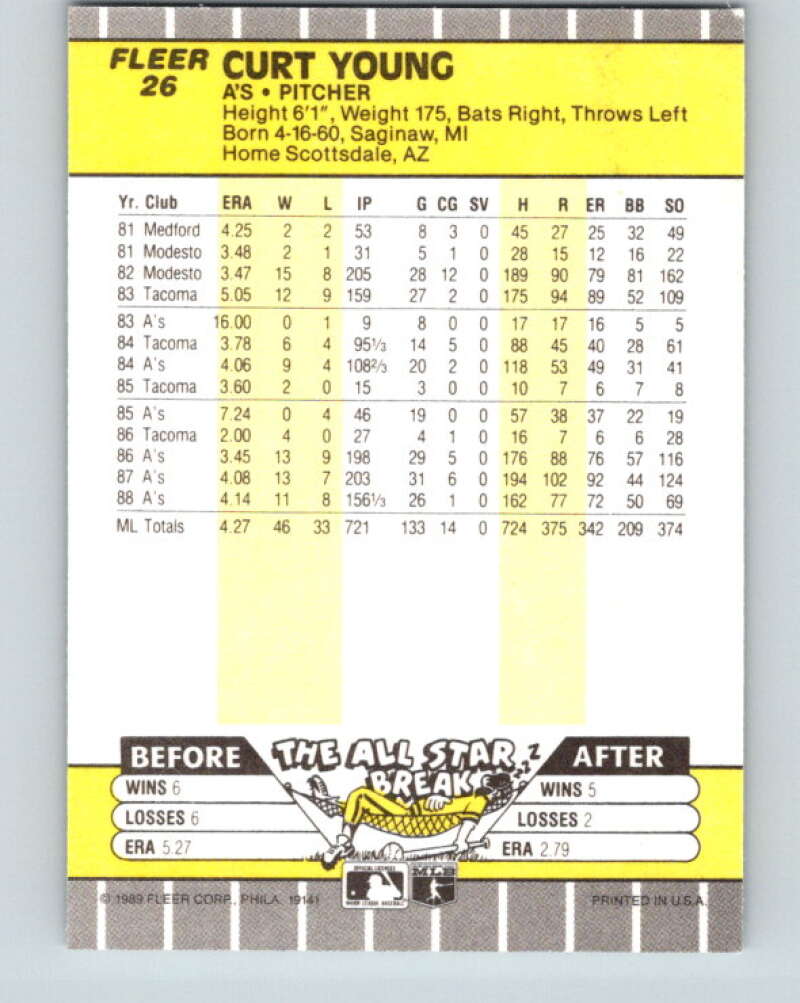 FLEER
26
CURT YOUNG
A'S • PITCHER
Height 6'1", Weight 175, Bats Right, Throws Left
Born 4-16-60, Saginaw, MI
Home Scottsdale, AZ
Yr. Club ERA W L IP G CG SV H R ER BB SO
81 Medford 4.25 2 2 53 8 3 0 45 27 25 32 49
81 Modesto 3.48 2 1 31 5 1 0 28 15 12 16 22
82 Modesto 3.47 15 8 205 28 12 0 189 90 79 81 162
83 Tacoma 5.05 12 9 159 27 2 0 175 94 89 52 109
83 A's 16.00 0 1 9 8 0 0 17 17 16 5 5
84 Tacoma 3.78 6 4 95⅓ 14 5 0 88 45 40 28 61
84 A's 4.06 9 4 108⅔ 20 2 0 118 53 49 31 41
85 Tacoma 3.60 2 0 15 3 0 0 10 7 6 7 8
85 A's 7.24 0 4 46 19 0 0 57 38 37 22 19
86 Tacoma 2.00 4 0 27 4 1 0 16 7 6 6 28
86 A's 3.45 13 9 198 29 5 0 176 88 76 57 116
87 A's 4.08 13 7 203 31 6 0 194 102 92 44 124
88 A's 4.14 11 8 156⅓ 26 1 0 162 77 72 50 69
ML Totals 4.27 46 33 721 133 14 0 724 375 342 209 374
BEFORE THE ALL STAR BREAK AFTER
ZZZ
WINS 6 WINS 5
LOSSES 6 LOSSES 2
ERA 5.27 ERA 2.79
OFFICIAL LICENSEE
MAJOR LEAGUE BASEBALL
MLB
© 1989 FLEER CORP., PHILA. 19141 PRINTED IN U.S.A.